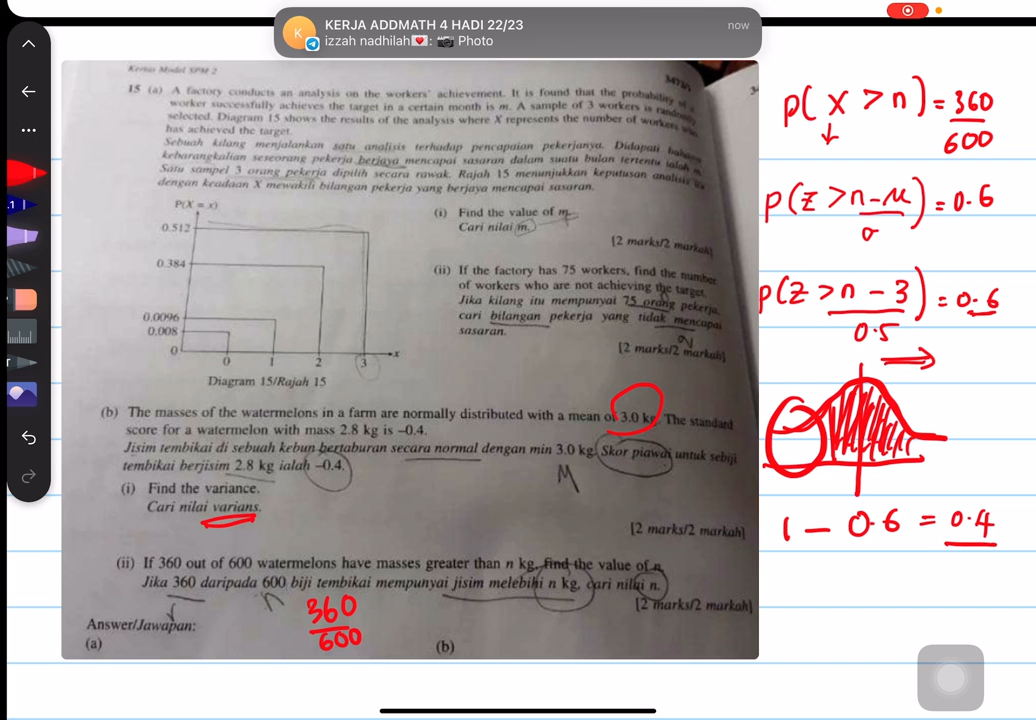 KERJA ADDMATH 4 HADI 22/23
now
izzah nadhilah💌: 📷 Photo
Kertas Model SPM 2
3472/1
15 (a) A factory conducts an analysis on the workers' achievement. It is found that the probability of a
worker successfully achieves the target in a certain month is m. A sample of 3 workers is randomly
selected. Diagram 15 shows the results of the analysis where X represents the number of workers who
has achieved the target.
Sebuah kilang menjalankan satu analisis terhadap pencapaian pekerjanya. Didapati bahawa
kebarangkalian seseorang pekerja berjaya mencapai sasaran dalam suatu bulan tertentu ialah m.
Satu sampel 3 orang pekerja dipilih secara rawak. Rajah 15 menunjukkan keputusan analisis itu
dengan keadaan X mewakili bilangan pekerja yang berjaya mencapai sasaran.
P(X = x)
0.512
0.384
0.0096
0.008
0
0 1 2 3 x
Diagram 15/Rajah 15
(i) Find the value of m.
Cari nilai m.
[2 marks/2 markah]
(ii) If the factory has 75 workers, find the number
of workers who are not achieving the target.
Jika kilang itu mempunyai 75 orang pekerja,
cari bilangan pekerja yang tidak mencapai
sasaran.
[2 marks/2 markah]
(b) The masses of the watermelons in a farm are normally distributed with a mean of 3.0 kg. The standard
score for a watermelon with mass 2.8 kg is –0.4.
Jisim tembikai di sebuah kebun bertaburan secara normal dengan min 3.0 kg. Skor piawai untuk sebiji
tembikai berjisim 2.8 kg ialah –0.4.
(i) Find the variance.
Cari nilai varians.
[2 marks/2 markah]
(ii) If 360 out of 600 watermelons have masses greater than n kg, find the value of n.
Jika 360 daripada 600 biji tembikai mempunyai jisim melebihi n kg, cari nilai n.
[2 marks/2 markah]
n
360
600
Answer/Jawapan:
(a) (b)
P(X > n) = 360
600
P(Z > n - μ) = 0.6
σ
P(Z > n - 3) = 0.6
0.5
1 - 0.6 = 0.4